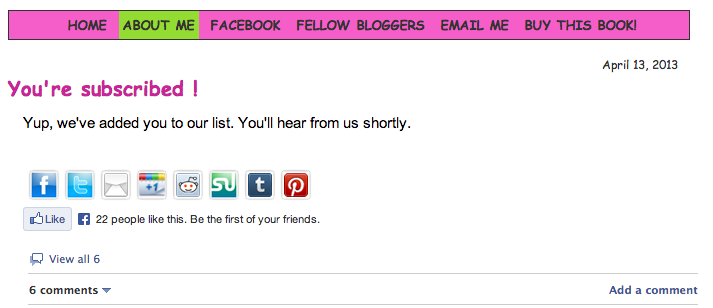 HOME ABOUT ME FACEBOOK FELLOW BLOGGERS EMAIL ME BUY THIS BOOK!
April 13, 2013
You're subscribed !
Yup, we've added you to our list. You'll hear from us shortly.
f t +1 t p
Like f 22 people like this. Be the first of your friends.
View all 6
6 comments Add a comment